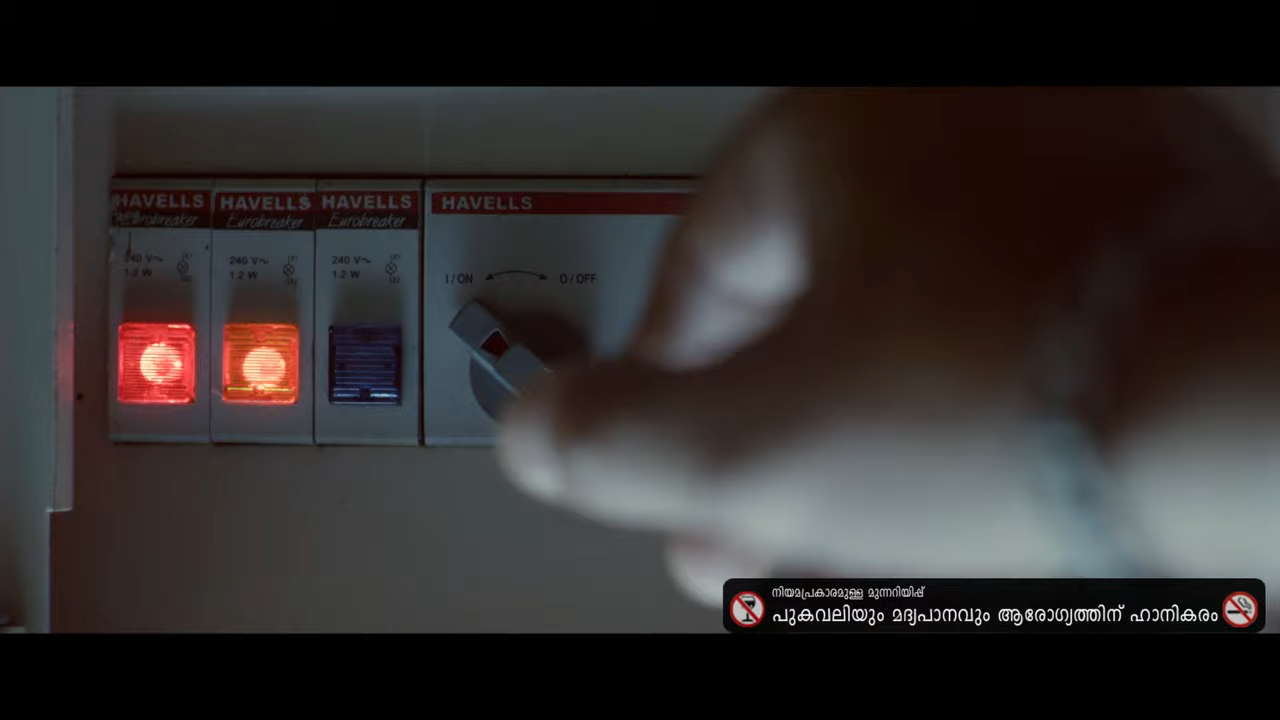 HAVELLS
Eurobreaker
240 V~
1.2 W
HAVELLS
Eurobreaker
240 V~
1.2 W
HAVELLS
Eurobreaker
240 V~
1.2 W
HAVELLS
I / ON
O / OFF
നിയമപ്രകാരമുള്ള മുന്നറിയിപ്പ്
പുകവലിയും മദ്യപാനവും ആരോഗ്യത്തിന് ഹാനികരം